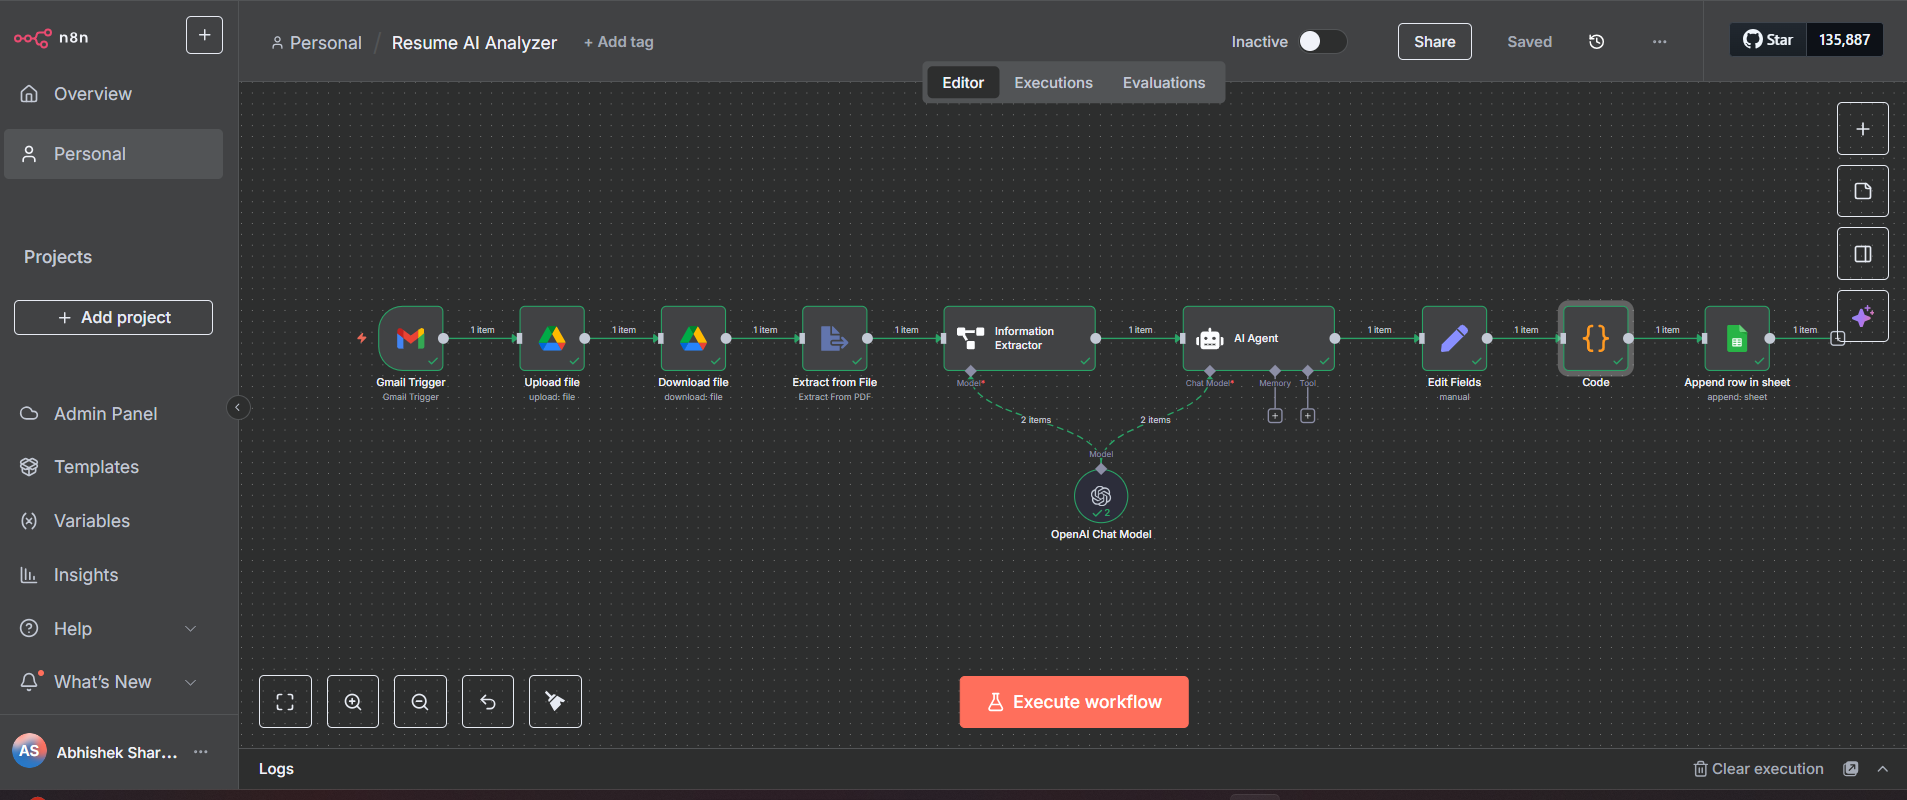 n8n
Overview
Personal
Projects
+ Add project
Admin Panel
Templates
Variables
Insights
Help
What's New
AS Abhishek Shar...
Personal / Resume AI Analyzer + Add tag
Inactive
Share
Saved
Star 135,887
Editor Executions Evaluations
1 item 1 item 1 item 1 item 1 item 1 item 1 item 1 item 1 item
Gmail Trigger
Gmail Trigger
Upload file
upload: file
Download file
download: file
Extract from File
Extract From PDF
Information
Extractor
Model*
AI Agent
Chat Model* Memory Tool
Edit Fields
manual
{}
Code
Append row in sheet
append: sheet
2 items 2 items
Model
2
OpenAI Chat Model
Execute workflow
Logs
Clear execution